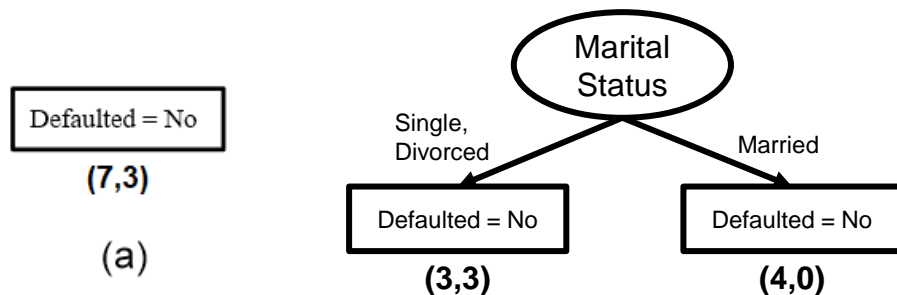 Defaulted = No
(7,3)
(a)
Marital
Status
Single,
Divorced
Married
Defaulted = No
(3,3)
Defaulted = No
(4,0)